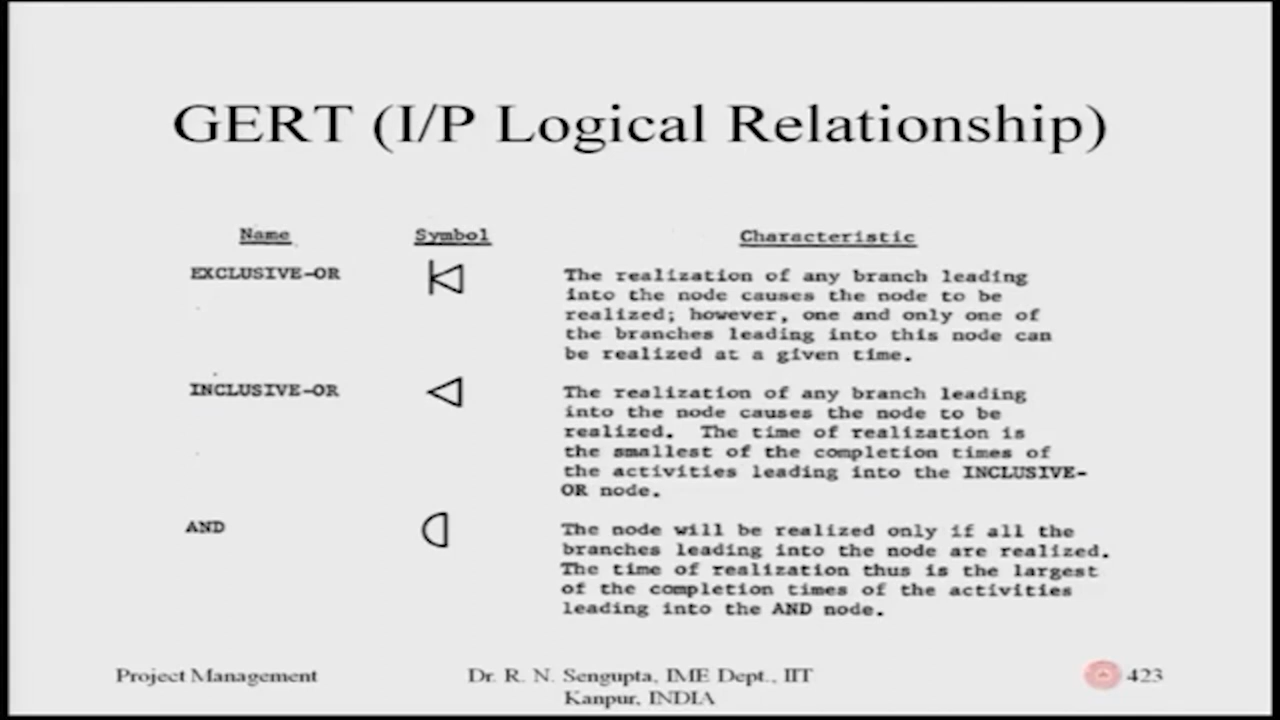 GERT (I/P Logical Relationship)
Name Symbol Characteristic
EXCLUSIVE-OR The realization of any branch leading
into the node causes the node to be
realized; however, one and only one of
the branches leading into this node can
be realized at a given time.
INCLUSIVE-OR The realization of any branch leading
into the node causes the node to be
realized. The time of realization is
the smallest of the completion times of
the activities leading into the INCLUSIVE-
OR node.
AND The node will be realized only if all the
branches leading into the node are realized.
The time of realization thus is the largest
of the completion times of the activities
leading into the AND node.
Project Management Dr. R. N. Sengupta, IME Dept., IIT 423
Kanpur, INDIA